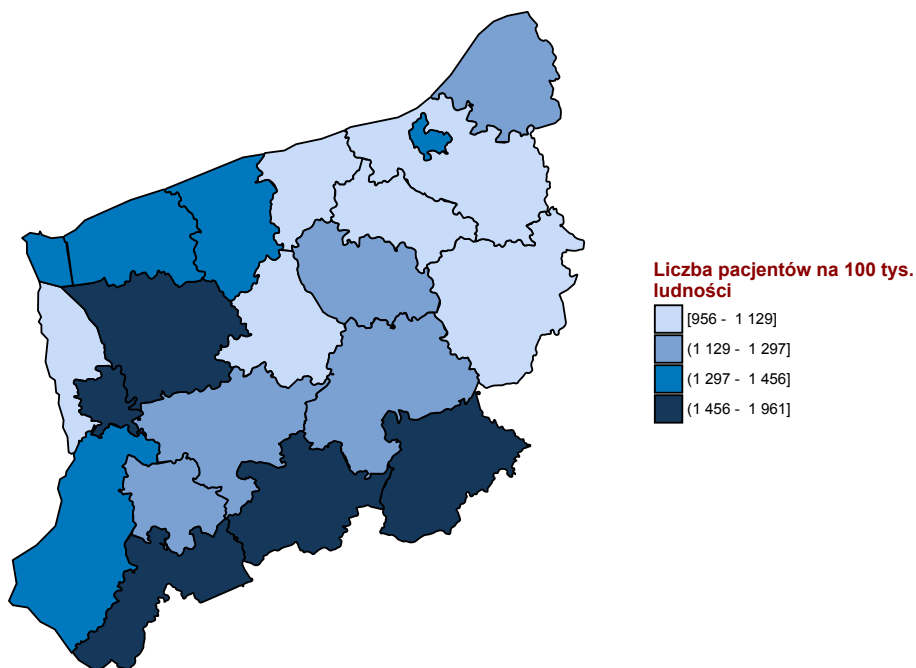 Liczba pacjentów na 100 tys.
ludności
[956 - 1 129]
(1 129 - 1 297]
(1 297 - 1 456]
(1 456 - 1 961]